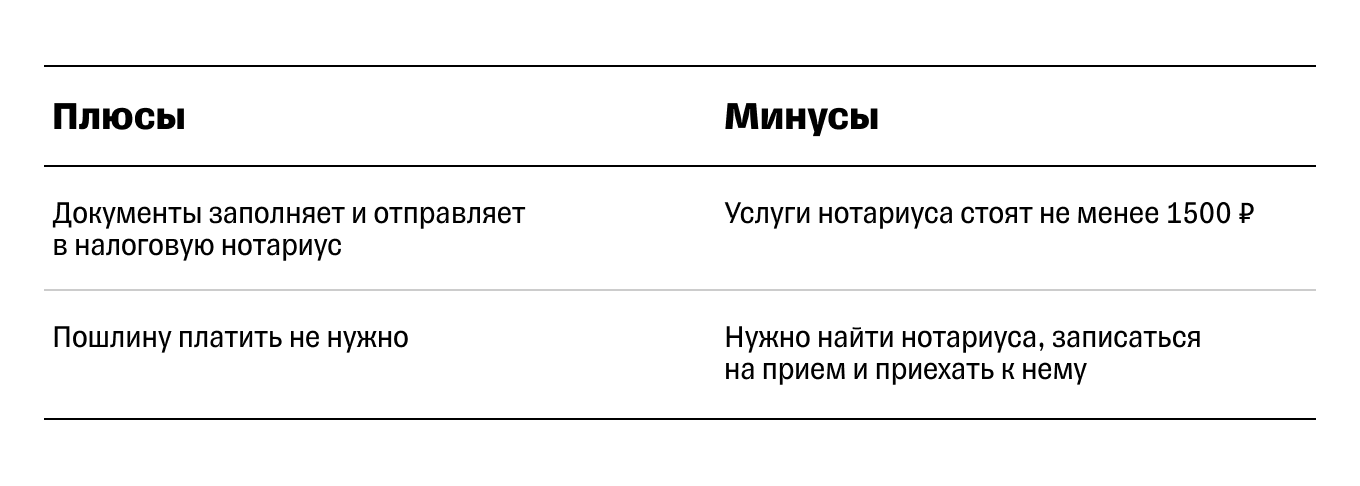 Плюсы
Минусы
Документы заполняет и отправляет
в налоговую нотариус
Услуги нотариуса стоят не менее 1500 ₽
Пошлину платить не нужно
Нужно найти нотариуса, записаться
на прием и приехать к нему